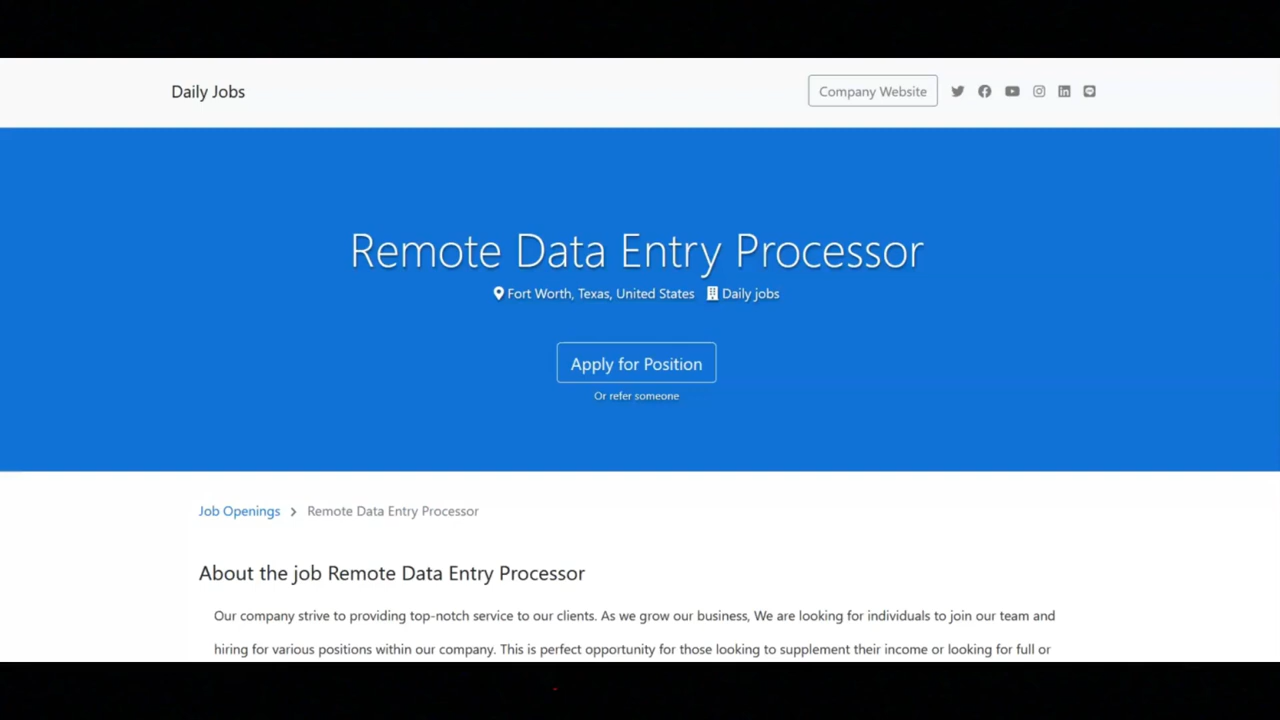 Daily Jobs
Company Website
Remote Data Entry Processor
Fort Worth, Texas, United States Daily jobs
Apply for Position
Or refer someone
Job Openings > Remote Data Entry Processor
About the job Remote Data Entry Processor
Our company strive to providing top-notch service to our clients. As we grow our business, We are looking for individuals to join our team and
hiring for various positions within our company. This is perfect opportunity for those looking to supplement their income or looking for full or